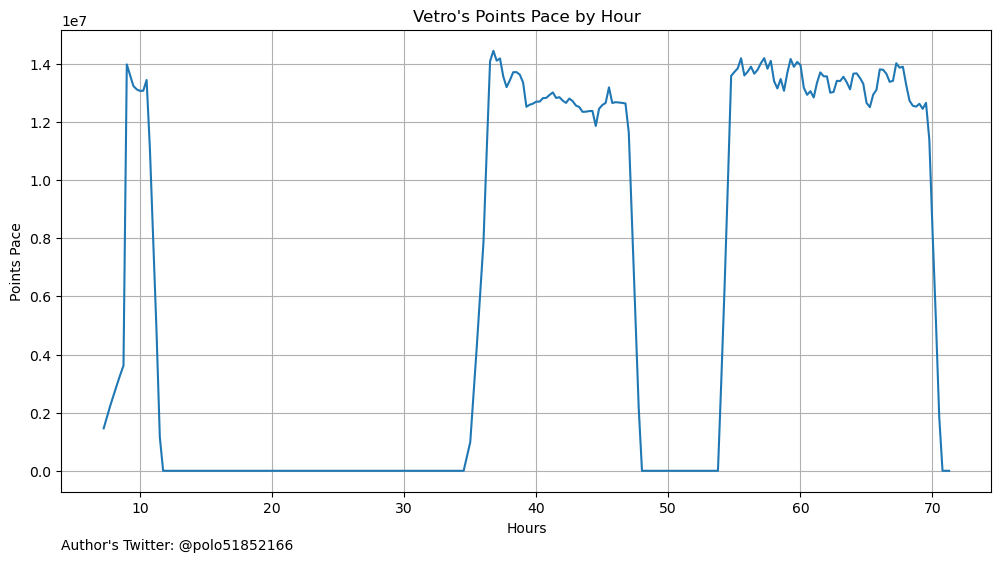 Vetro's Points Pace by Hour
1e7
1.4
1.2
1.0
0.8
0.6
0.4
0.2
0.0
Points Pace
10 20 30 40 50 60 70
Hours
Author's Twitter: @polo51852166